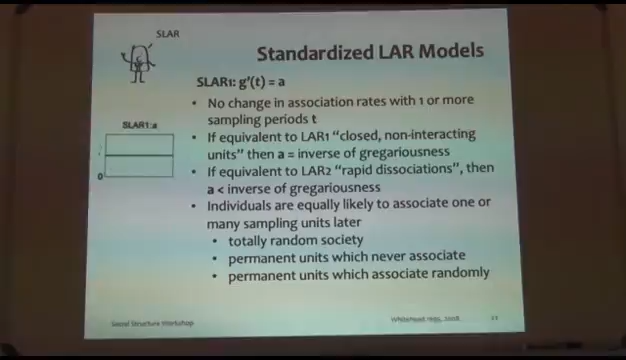 SLAR
Standardized LAR Models
SLAR1: g'(t) = a
• No change in association rates with 1 or more
sampling periods t
SLAR1:a
• If equivalent to LAR1 "closed, non-interacting
units" then a = inverse of gregariousness
• If equivalent to LAR2 "rapid dissociations", then
a < inverse of gregariousness
0
• Individuals are equally likely to associate one or
many sampling units later
• totally random society
• permanent units which never associate
• permanent units which associate randomly
Social Structure Workshop
Whitehead 1995, 2008